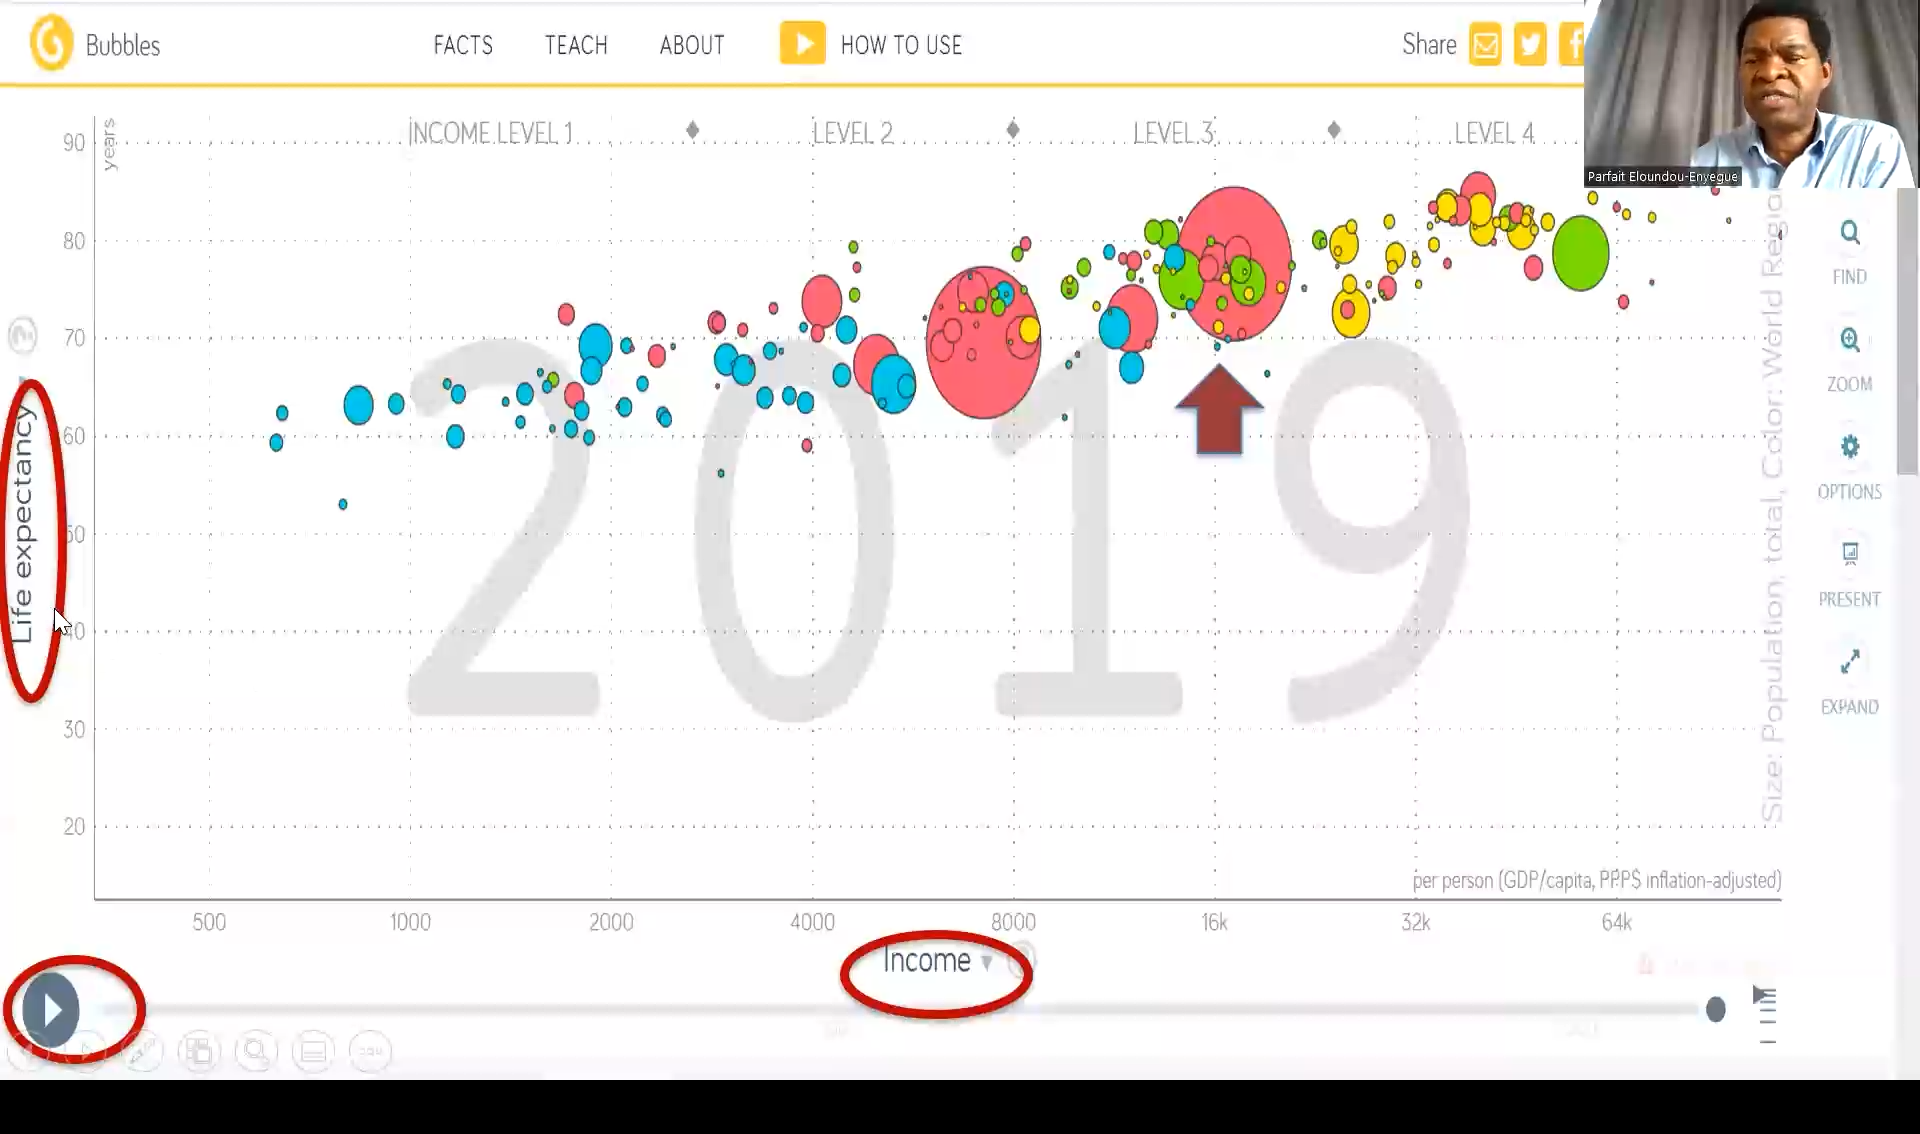 Bubbles
FACTS
TEACH
ABOUT
HOW TO USE
Share
Parfait Eloundou-Enyegue
INCOME LEVEL 1
LEVEL 2
LEVEL 3
LEVEL 4
years
90
80
70
60
50
40
30
20
2019
Life expectancy
Size: Population, total, Color: World
FIND
ZOOM
OPTIONS
PRESENT
EXPAND
per person (GDP/capita, PPP$ inflation-adjusted)
500
1000
2000
4000
8000
16k
32k
64k
Income